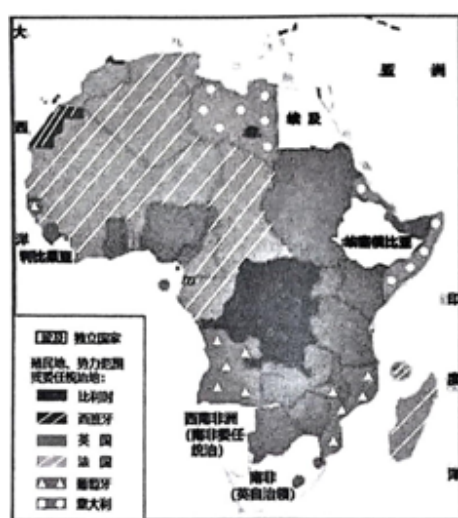 大
西
洋
亚 洲
印
度
洋
埃及
埃塞俄比亚
利比里亚
西南非洲
(南非委任
统治)
南非
(英自治领)
埃及 独立国家
殖民地、势力范围
或委任统治地:
比利时
西班牙
英 国
法 国
葡萄牙
意大利